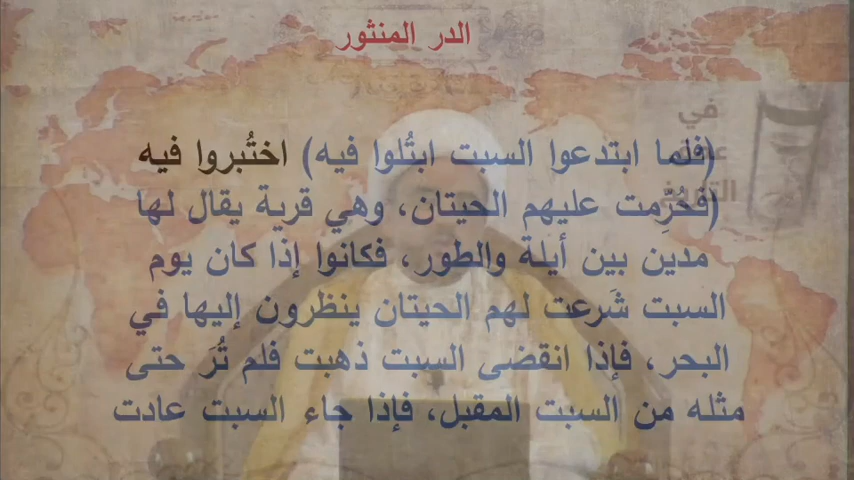 الدر المنثور
(فلما ابتدعوا السبت ابتُلوا فيه) اختُبروا فيه
(فحُرِّمت عليهم الحيتان، وهي قرية يقال لها
مدين بين أيلة والطور، فكانوا إذا كان يوم
السبت شَرعت لهم الحيتان ينظرون إليها في
البحر، فإذا انقضى السبت ذهبت فلم تُرَ حتى
مثله من السبت المقبل، فإذا جاء السبت عادت
في